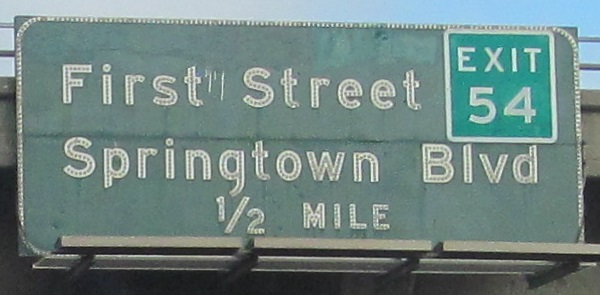 First Street
EXIT
54
Springtown Blvd
1/2 MILE